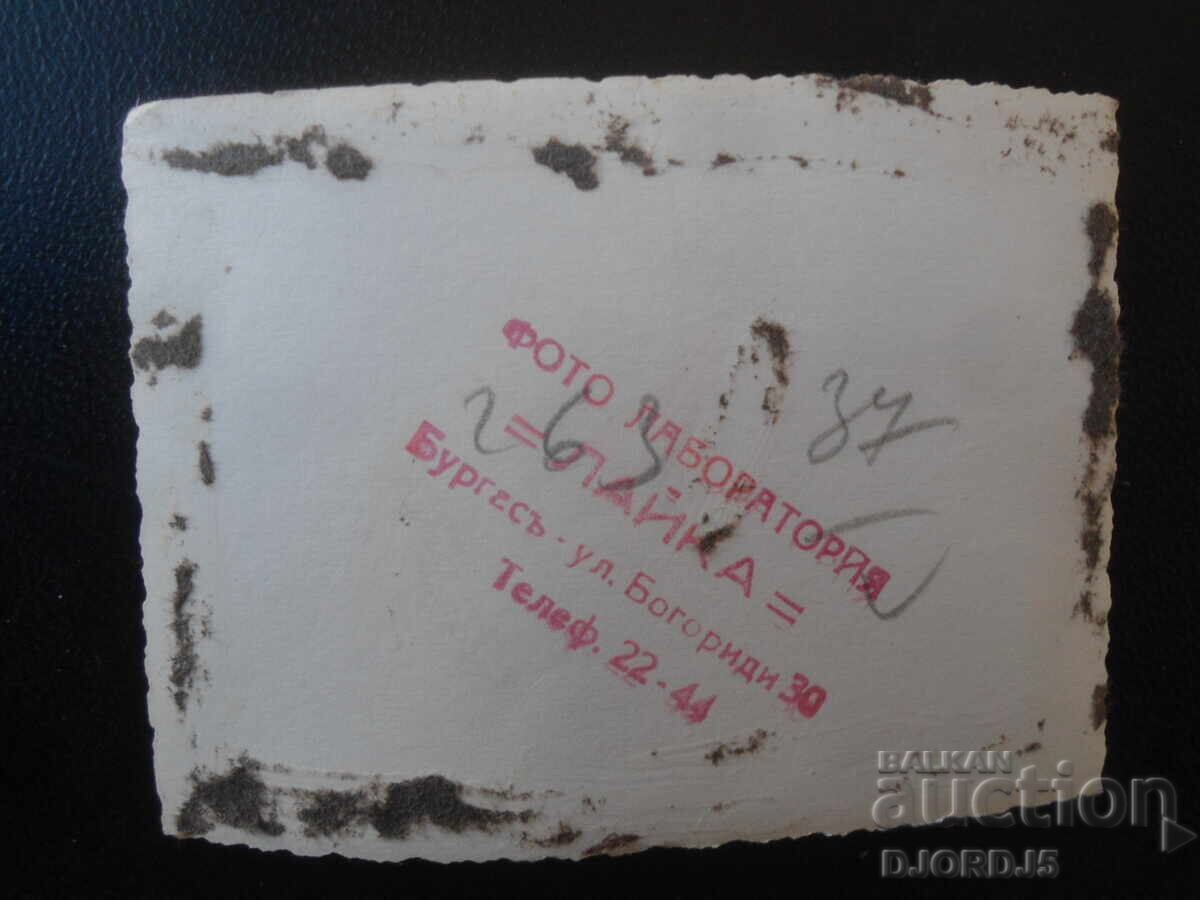 ФОТО ЛАБОРАТОРИЯ
= ЛАЙКА =
Бургасъ - ул. Богориди 30
Телеф. 22-44
263
37
BALKAN
auction
DJORDJ5